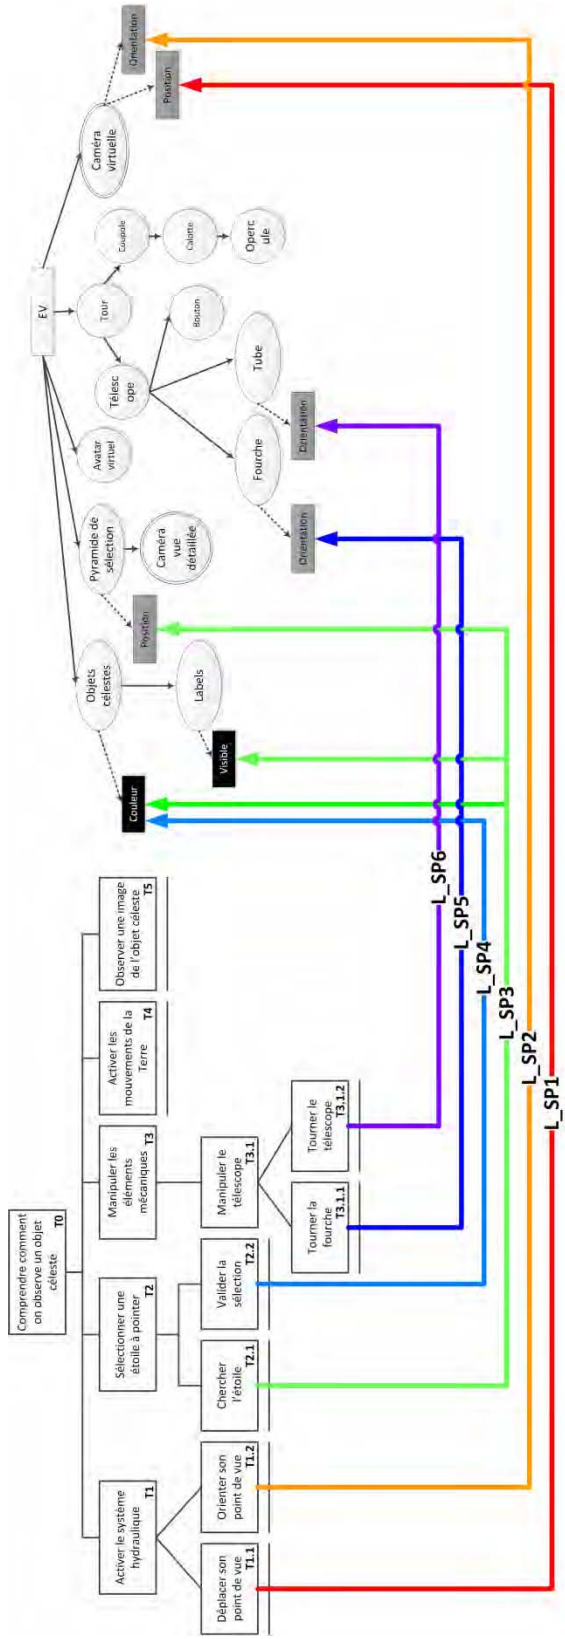 Comprendre comment
on observe un objet
céleste
T0
Activer le système
hydraulique
T1
Sélectionner une
étoile à pointer
T2
Manipuler les
éléments
mécaniques
T3
Activer les
mouvements de la
Terre
T4
Observer une image
de l'objet céleste
T5
Déplacer son
point de vue
T1.1
Orienter son
point de vue
T1.2
Chercher
l'étoile
T2.1
Valider la
sélection
T2.2
Manipuler le
télescope
T3.1
Tourner la
fourche
T3.1.1
Tourner le
télescope
T3.1.2
EV
Objets
célestes
Pyramide de
sélection
Avatar
virtuel
Tour
Caméra
virtuelle
Couleur
Labels
Visible
Position
Caméra
vue
détaillée
Télesc
ope
Coupole
Calotte
Operc
ule
Bouton
Fourche
Tube
Orientation
Orientation
Position
Orientation
L_SP6
L_SP5
L_SP4
L_SP3
L_SP2
L_SP1